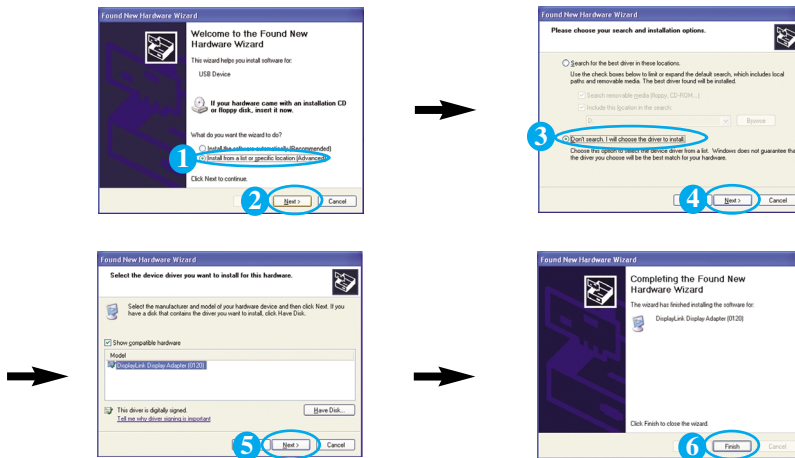 Found New Hardware Wizard
Welcome to the Found New
Hardware Wizard
This wizard helps you install software for:
USB Device
If your hardware came with an installation CD
or floppy disk, insert it now.
What do you want the wizard to do?
Install the software automatically (Recommended)
1
Install from a list or specific location (Advanced)
Click Next to continue.
2
Next >
Cancel
Found New Hardware Wizard
Please choose your search and installation options.
Search for the best driver in these locations.
Use the check boxes below to limit or expand the default search, which includes local
paths and removable media. The best driver found will be installed.
Search removable media (floppy, CD-ROM...)
Include this location in the search:
D:
Browse
3
Don't search. I will choose the driver to install.
Choose this option to select the device driver from a list. Windows does not guarantee tha
the driver you choose will be the best match for your hardware.
4
Next >
Cancel
Found New Hardware Wizard
Select the device driver you want to install for this hardware.
Select the manufacturer and model of your hardware device and then click Next. If you
have a disk that contains the driver you want to install, click Have Disk.
Show compatible hardware
Model
DisplayLink Display Adapter (0120)
This driver is digitally signed.
Tell me why driver signing is important
Have Disk...
5
Next >
Cancel
Found New Hardware Wizard
Completing the Found New
Hardware Wizard
The wizard has finished installing the software for:
DisplayLink Display Adapter (0120)
Click Finish to close the wizard.
6
Finish
Cancel